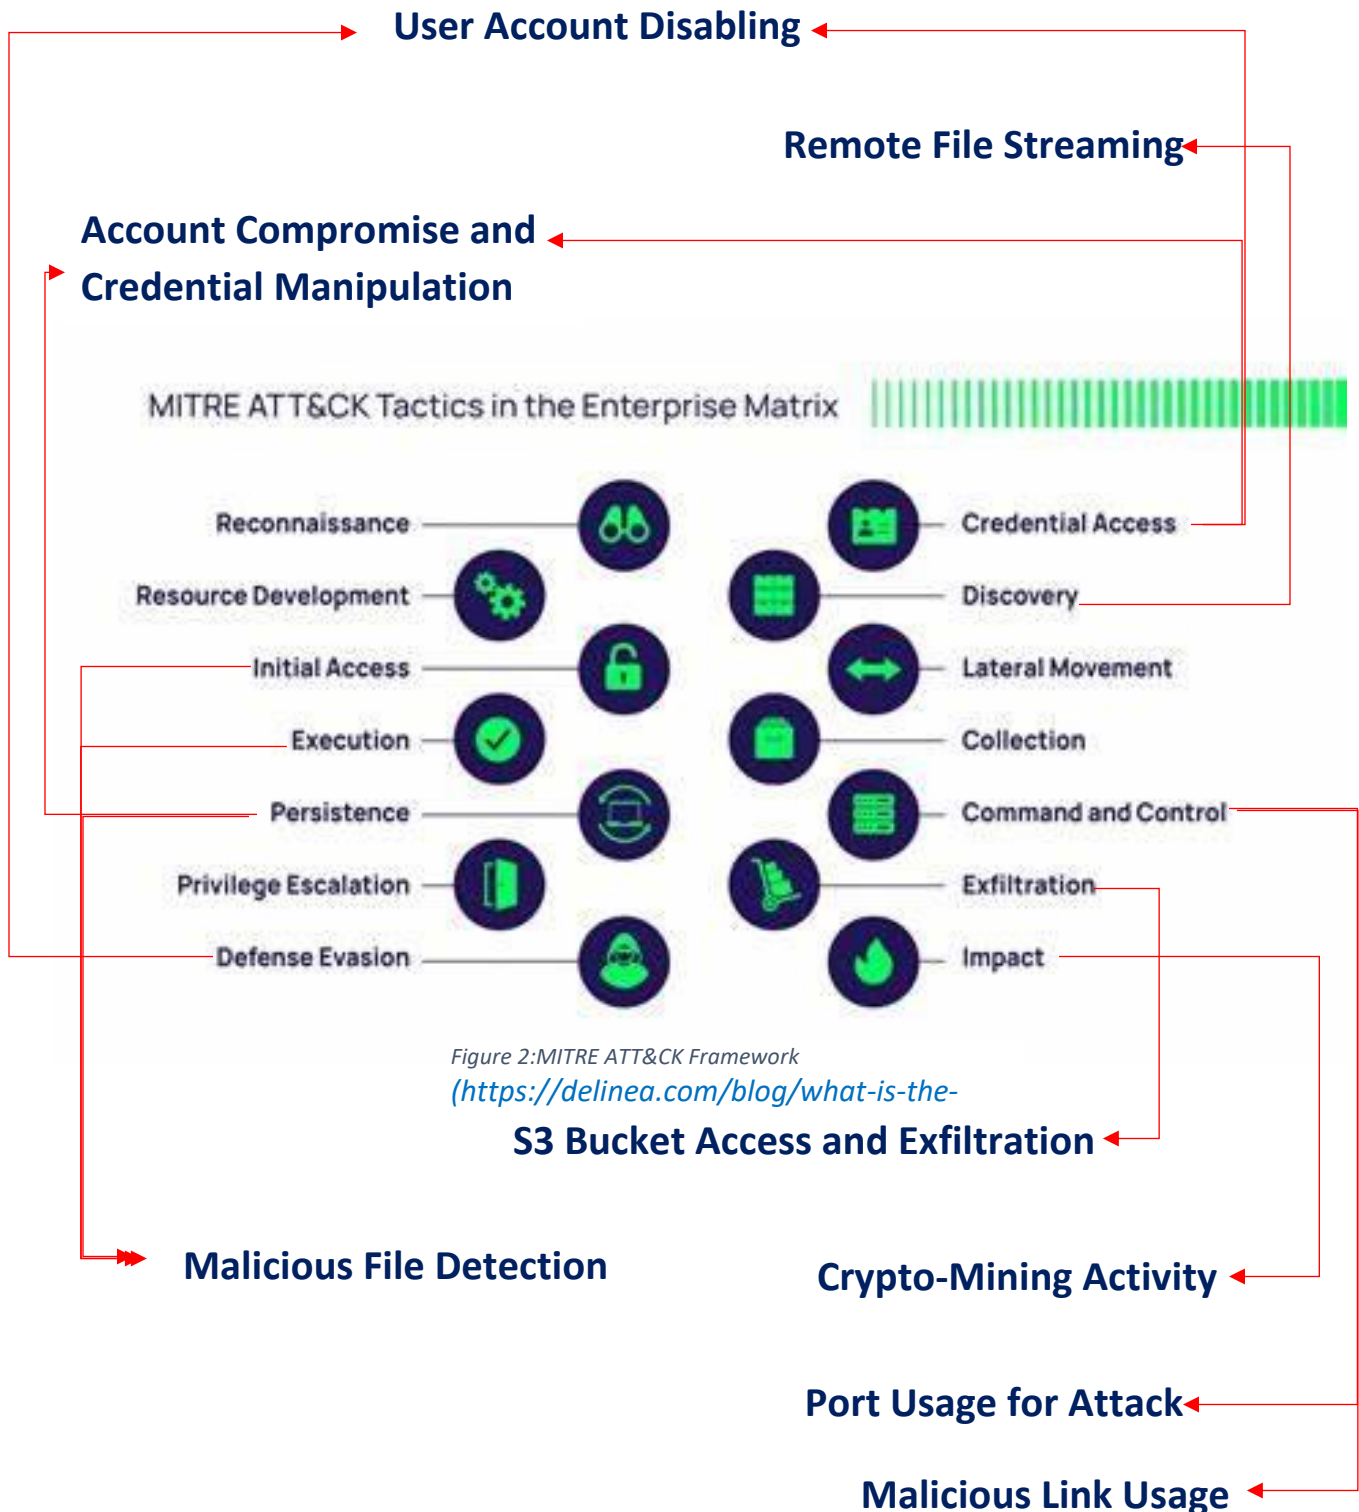 User Account Disabling
Remote File Streaming
Account Compromise and
Credential Manipulation
MITRE ATT&CK Tactics in the Enterprise Matrix
Reconnaissance
Credential Access
Resource Development
Discovery
Initial Access
Lateral Movement
Execution
Collection
Persistence
Command and Control
Privilege Escalation
Exfiltration
Defense Evasion
Impact
Figure 2:MITRE ATT&CK Framework
(https://delinea.com/blog/what-is-the-
S3 Bucket Access and Exfiltration
Malicious File Detection
Crypto-Mining Activity
Port Usage for Attack
Malicious Link Usage